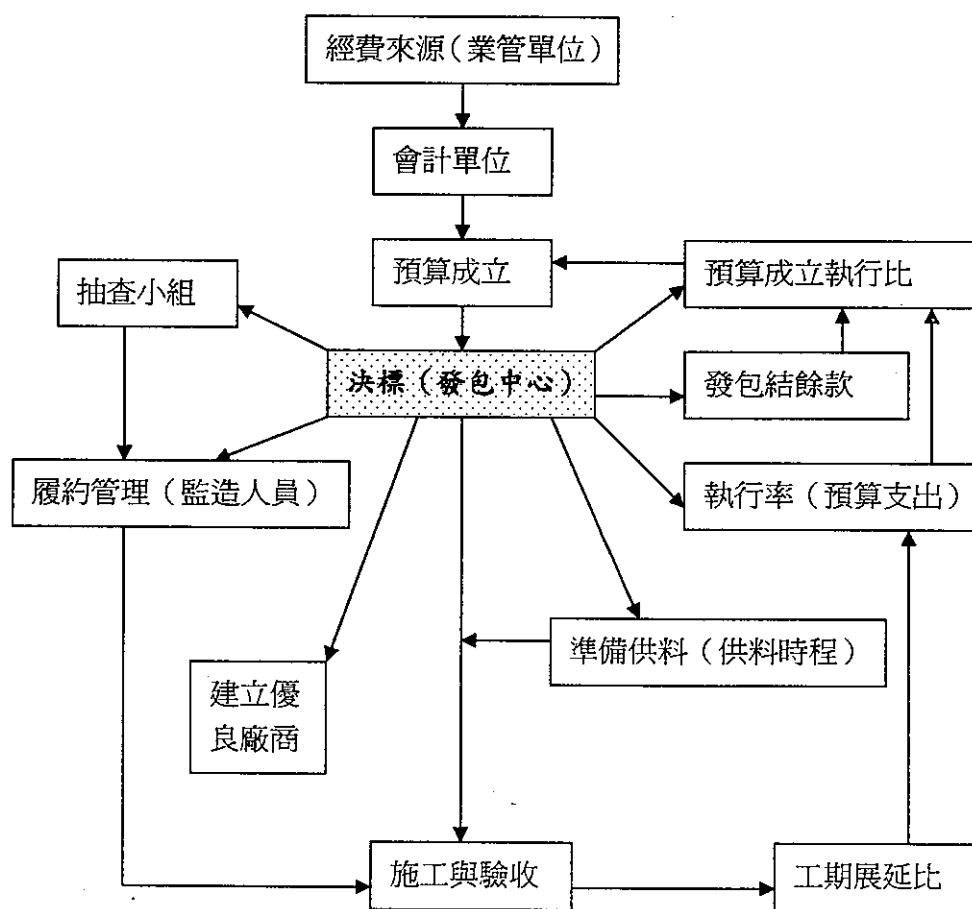 經費來源（業管單位）
會計單位
預算成立
預算成立執行比
抽查小組
決標（發包中心）
發包結餘款
履約管理（監造人員）
執行率（預算支出）
準備供料（供料時程）
建立優
良廠商
施工與驗收
工期展延比